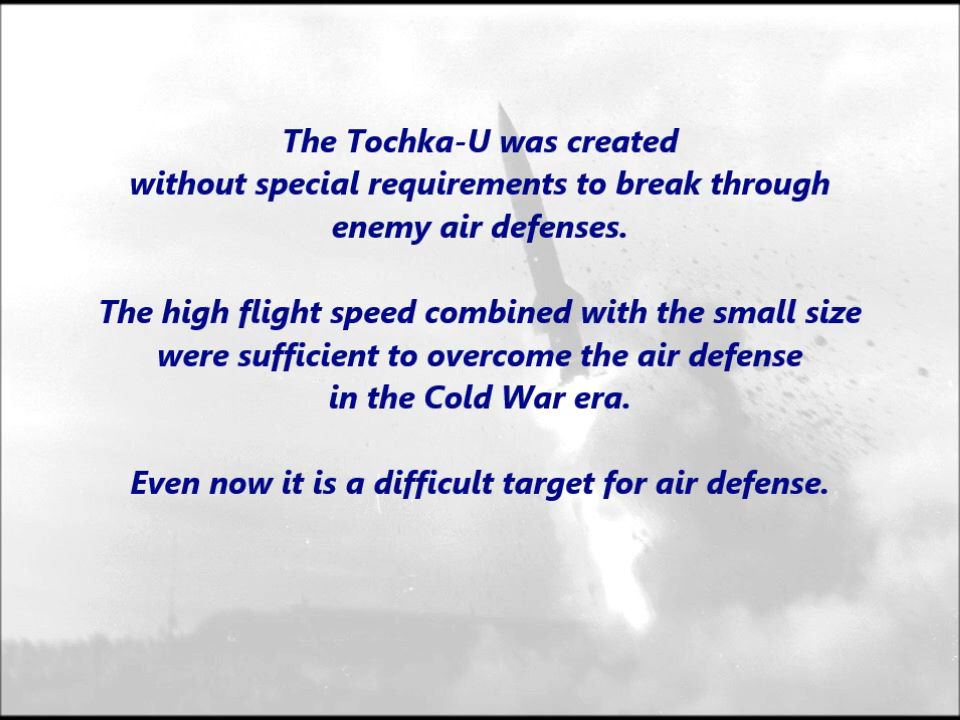 The Tochka-U was created
without special requirements to break through
enemy air defenses.
The high flight speed combined with the small size
were sufficient to overcome the air defense
in the Cold War era.
Even now it is a difficult target for air defense.